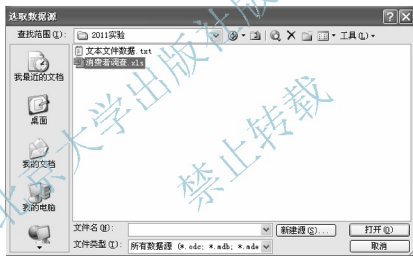 选取数据源
查找范围(I):
2011实验
工具(L)
文本文件数据.txt
消费者调查.xls
我最近的文档
桌面
我的文档
我的电脑
文件名(N):
新建源(S)...
打开(O)
文件类型(T):
所有数据源 (*.odc; *.mdb; *.mde
取消
北京大学出版
禁止转载